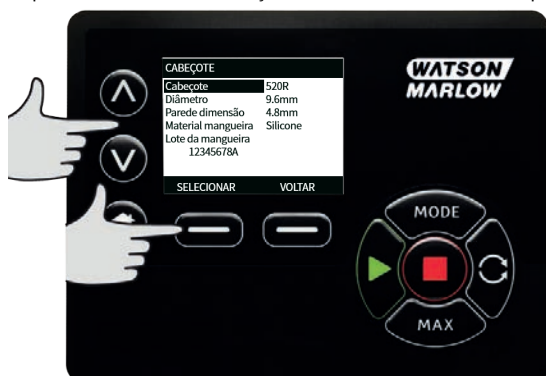 CABEÇOTE
Cabeçote 520R
Diâmetro 9.6mm
Parede dimensão 4.8mm
Material mangueira Silicone
Lote da mangueira
12345678A
SELECIONAR VOLTAR
WATSON
MARLOW
MODE
MAX